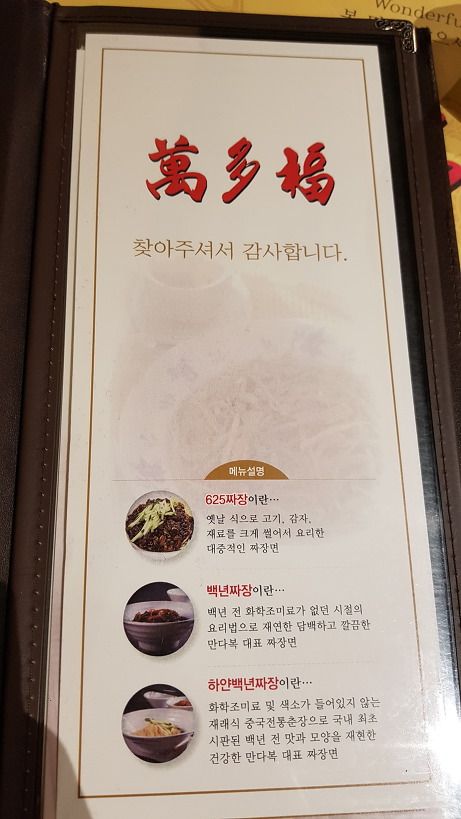 Wonderfu
萬多福
찾아주셔서 감사합니다.
메뉴설명
625짜장이란···
옛날 식으로 고기, 감자,
재료를 크게 썰어서 요리한
대중적인 짜장면
백년짜장이란···
백년 전 화학조미료가 없던 시절의
요리법으로 재연한 담백하고 깔끔한
만다복 대표 짜장면
하얀백년짜장이란···
화학조미료 및 색소가 들어있지 않는
재래식 중국전통춘장으로 국내 최초
시판된 백년 전 맛과 모양을 재현한
건강한 만다복 대표 짜장면